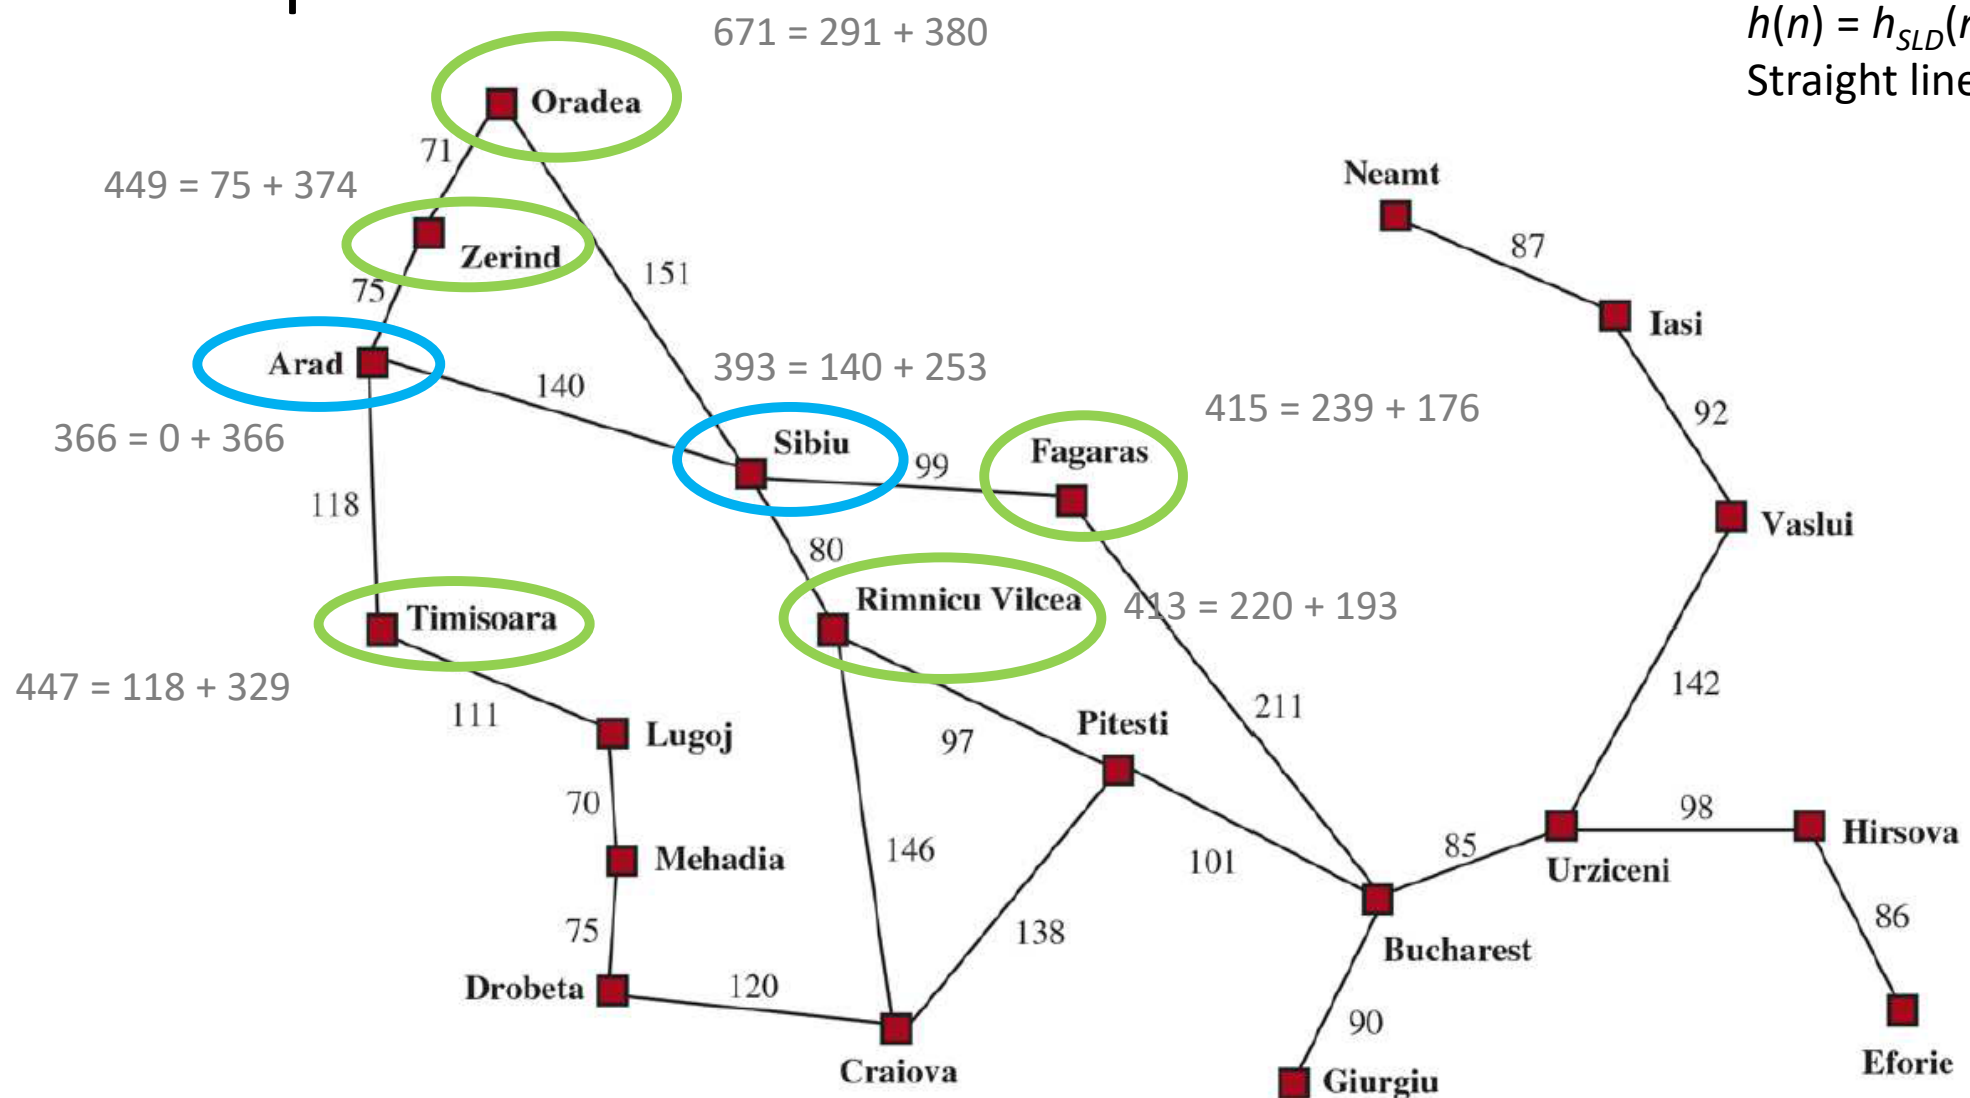 671 = 291 + 380
h(n) = h_SLD(
Straight line
Oradea
71
449 = 75 + 374
Neamt
87
Zerind
151
75
Iasi
Arad
140
393 = 140 + 253
415 = 239 + 176
92
366 = 0 + 366
Sibiu
99
Fagaras
118
Vaslui
80
Rimnicu Vilcea
413 = 220 + 193
Timisoara
447 = 118 + 329
111
142
Lugoj
97
Pitesti
211
70
98
Hirsova
146
Mehadia
101
85
Urziceni
75
138
86
Bucharest
Drobeta
120
90
Craiova
Giurgiu
Eforie